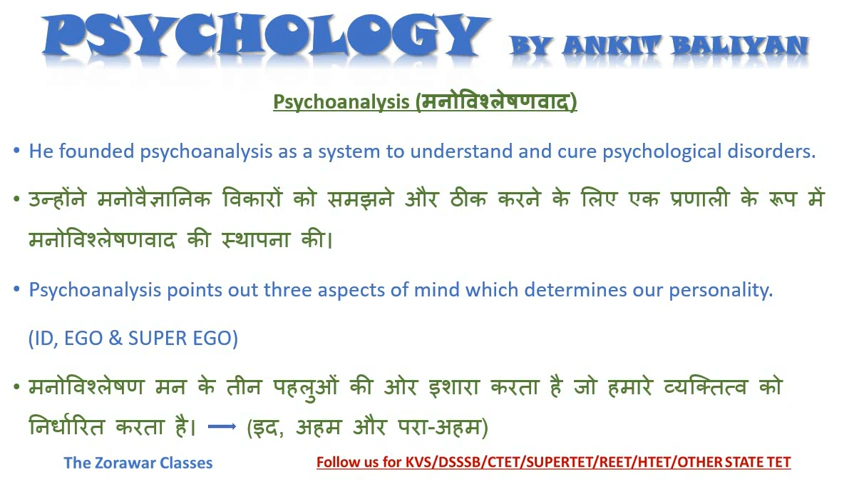 PSYCHOLOGY BY ANKIT BALIYAN
Psychoanalysis (मनोविश्लेषणवाद)
• He founded psychoanalysis as a system to understand and cure psychological disorders.
• उन्होंने मनोवैज्ञानिक विकारों को समझने और ठीक करने के लिए एक प्रणाली के रूप में
मनोविश्लेषणवाद की स्थापना की।
• Psychoanalysis points out three aspects of mind which determines our personality.
(ID, EGO & SUPER EGO)
• मनोविश्लेषण मन के तीन पहलुओं की ओर इशारा करता है जो हमारे व्यक्तित्व को
निर्धारित करता है। → (इद, अहम और परा-अहम)
The Zorawar Classes Follow us for KVS/DSSSB/CTET/SUPERTET/REET/HTET/OTHER STATE TET